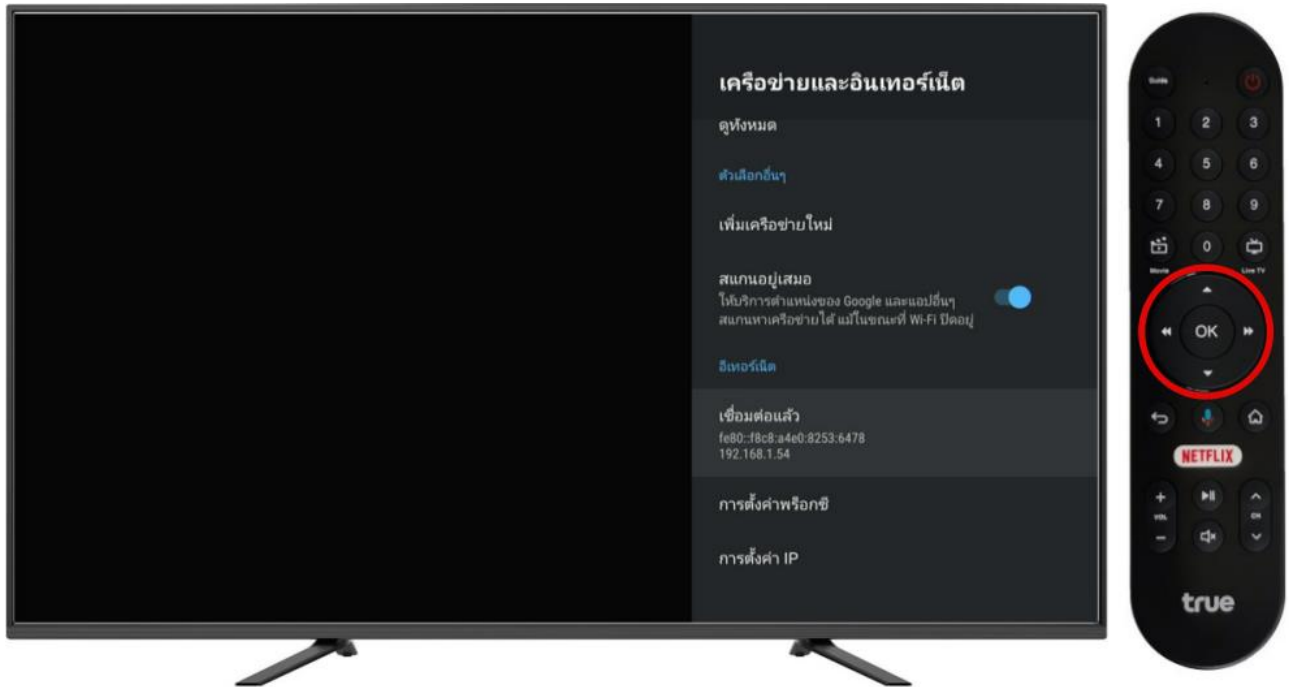 เครือข่ายและอินเทอร์เน็ต
ดูทั้งหมด
ตัวเลือกอื่นๆ
เพิ่มเครือข่ายใหม่
สแกนอยู่เสมอ
ให้บริการตำแหน่งของ Google และแอปอื่นๆ
สแกนหาเครือข่ายได้ แม้ในขณะที่ Wi-Fi ปิดอยู่
อีเทอร์เน็ต
เชื่อมต่อแล้ว
fe80::f8c8:a4e0:8253:6478
192.168.1.54
การตั้งค่าพร็อกซี
การตั้งค่า IP
Guide
1 2 3
4 5 6
7 8 9
0
Movie Live TV
OK
NETFLIX
+
VOL CH
−
true